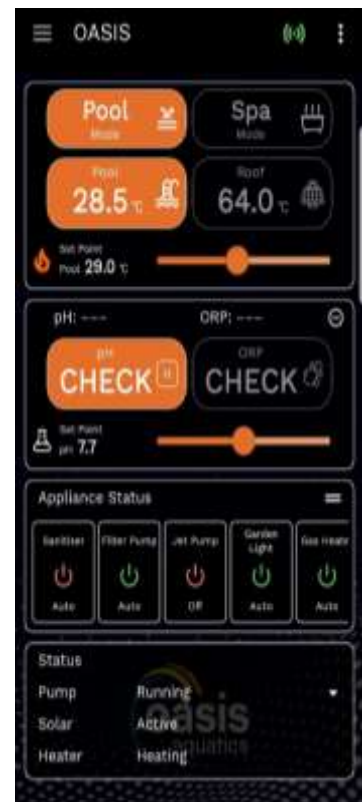 OASIS
Pool Spa
Mode Mode
Pool Roof
28.5 °C 64.0 °C
Set Point
Pool 29.0 °C
pH: --- ORP: ---
pH ORP
CHECK CHECK
Set Point
pH 7.7
Appliance Status
Sanitiser Filter Pump Jet Pump Garden Light Gas Heate
Auto Auto Off Auto Auto
Status
Pump Running
Solar Active
Heater Heating
oasis
aquatics